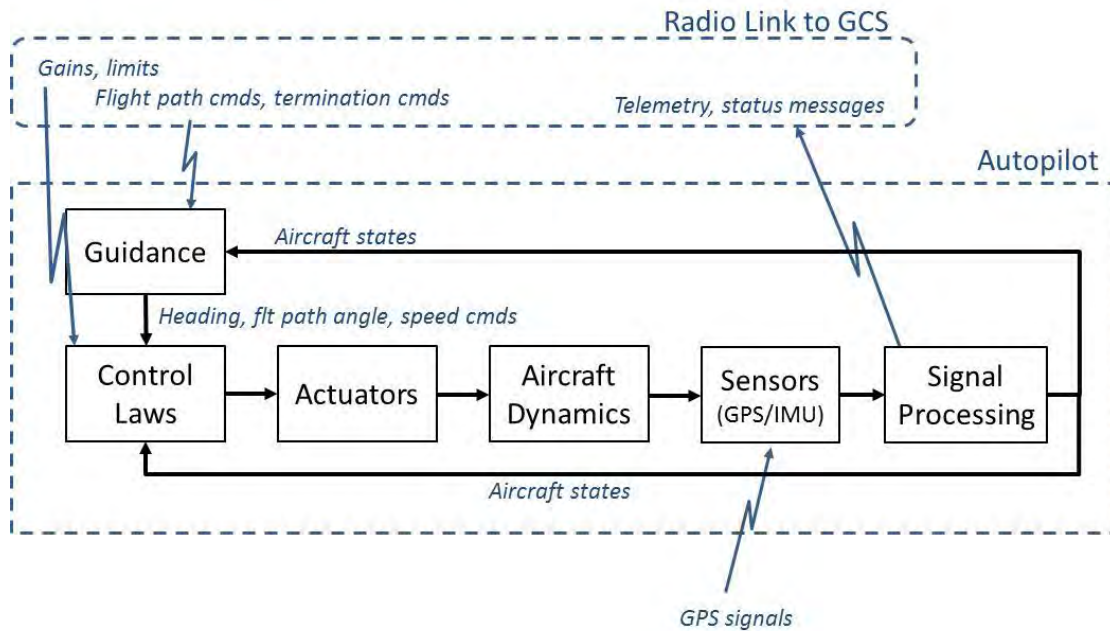 Radio Link to GCS
Gains, limits
Flight path cmds, termination cmds
Telemetry, status messages
Autopilot
Guidance
Aircraft states
Heading, flt path angle, speed cmds
Control
Laws
Actuators
Aircraft
Dynamics
Sensors
(GPS/IMU)
Signal
Processing
Aircraft states
GPS signals